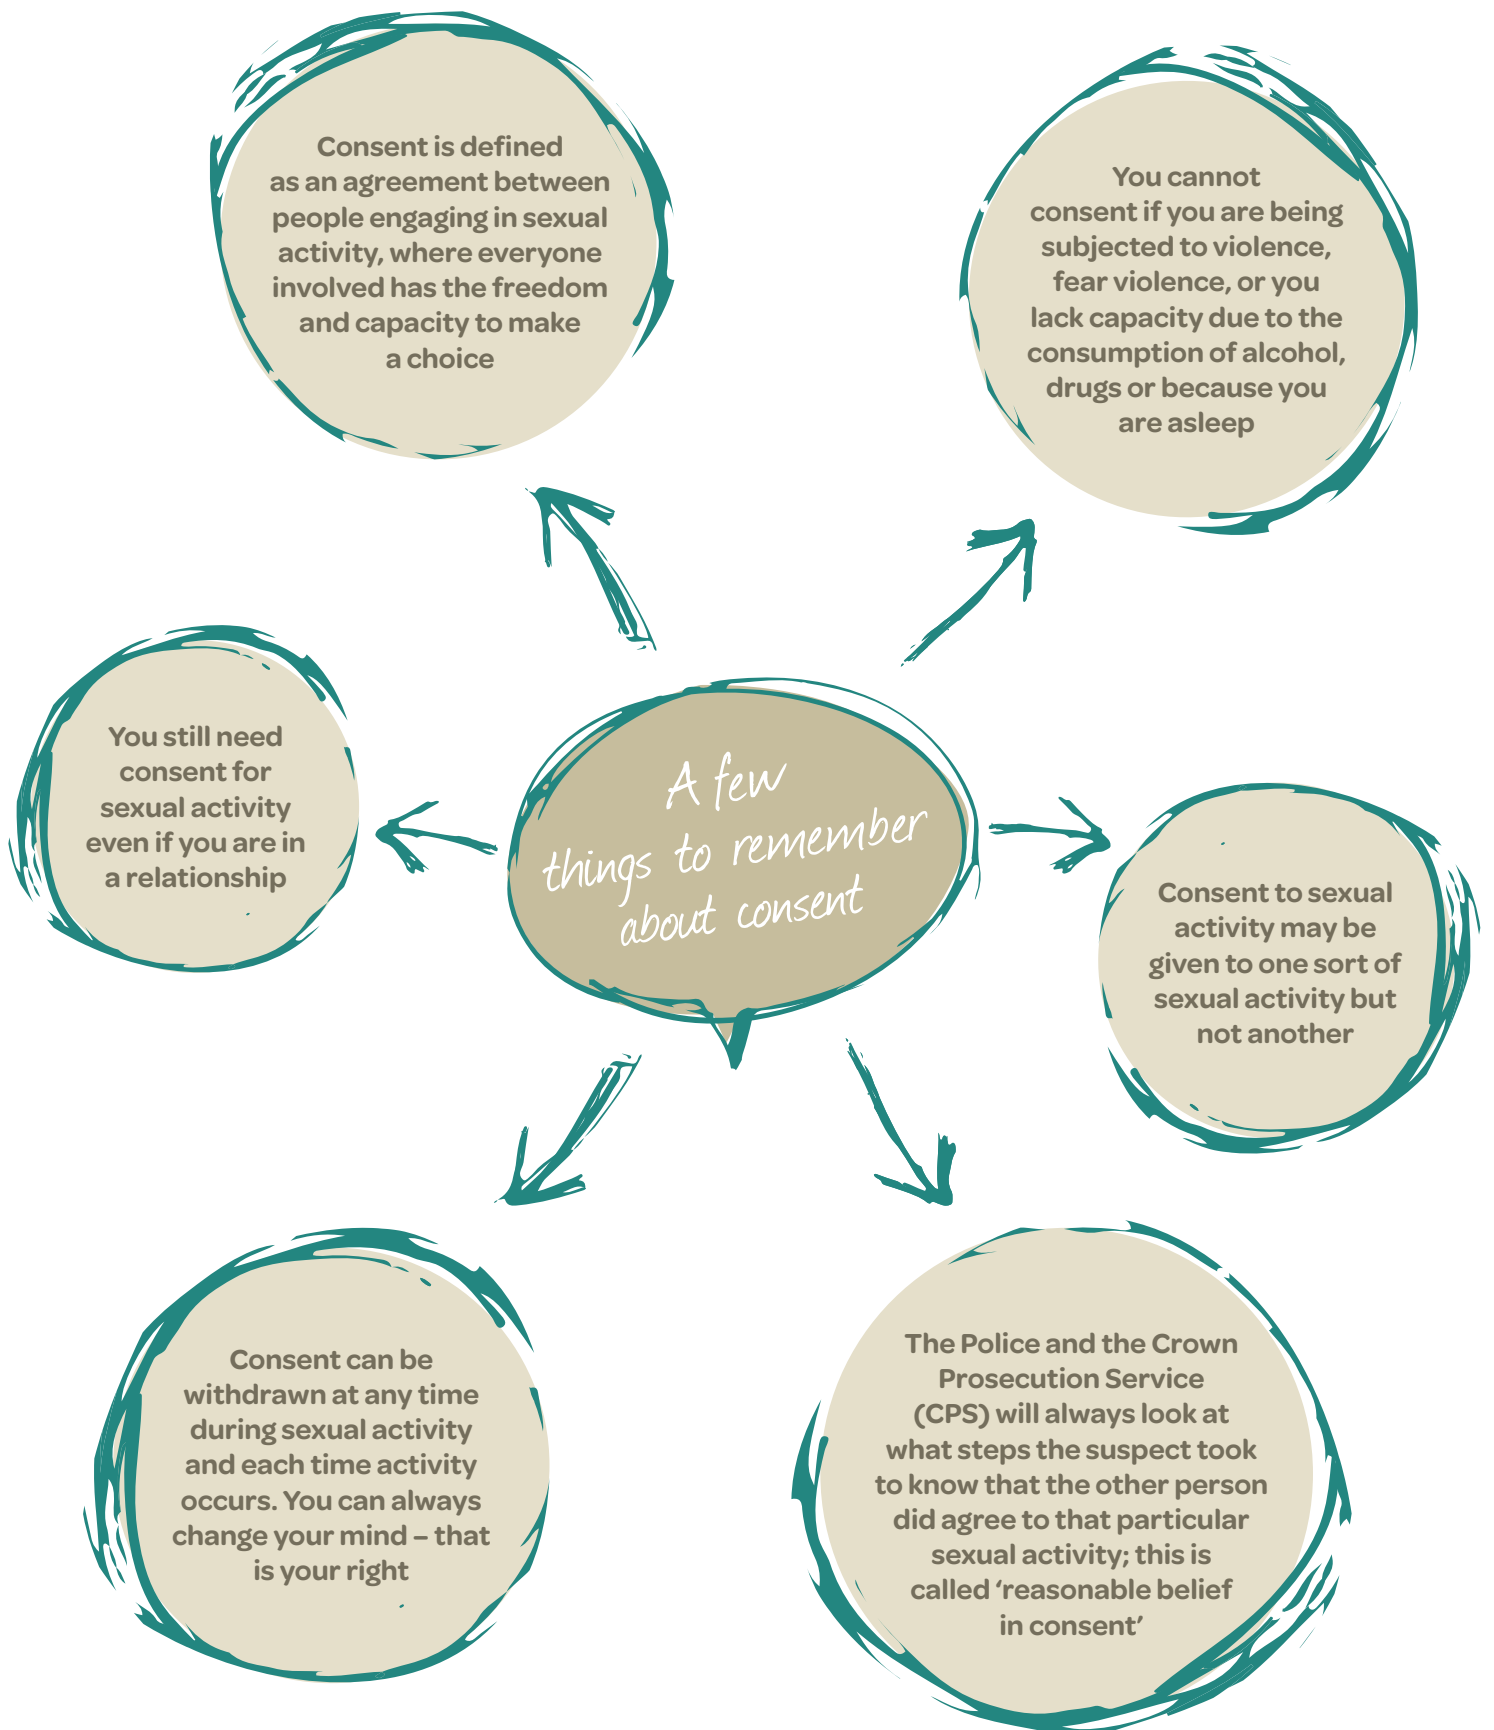 Consent is defined
as an agreement between
people engaging in sexual
activity, where everyone
involved has the freedom
and capacity to make
a choice
You cannot
consent if you are being
subjected to violence,
fear violence, or you
lack capacity due to the
consumption of alcohol,
drugs or because you
are asleep
You still need
consent for
sexual activity
even if you are in
a relationship
A few
things to remember
about consent
Consent to sexual
activity may be
given to one sort of
sexual activity but
not another
Consent can be
withdrawn at any time
during sexual activity
and each time activity
occurs. You can always
change your mind – that
is your right
The Police and the Crown
Prosecution Service
(CPS) will always look at
what steps the suspect took
to know that the other person
did agree to that particular
sexual activity; this is
called ‘reasonable belief
in consent’